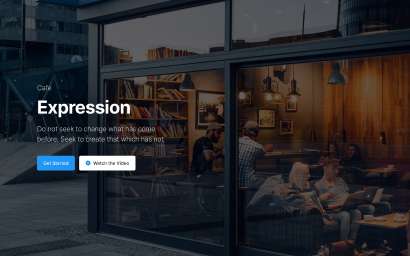 Café
Expression
Do not seek to change what has come
before. Seek to create that which has not.
Get Started
Watch the Video